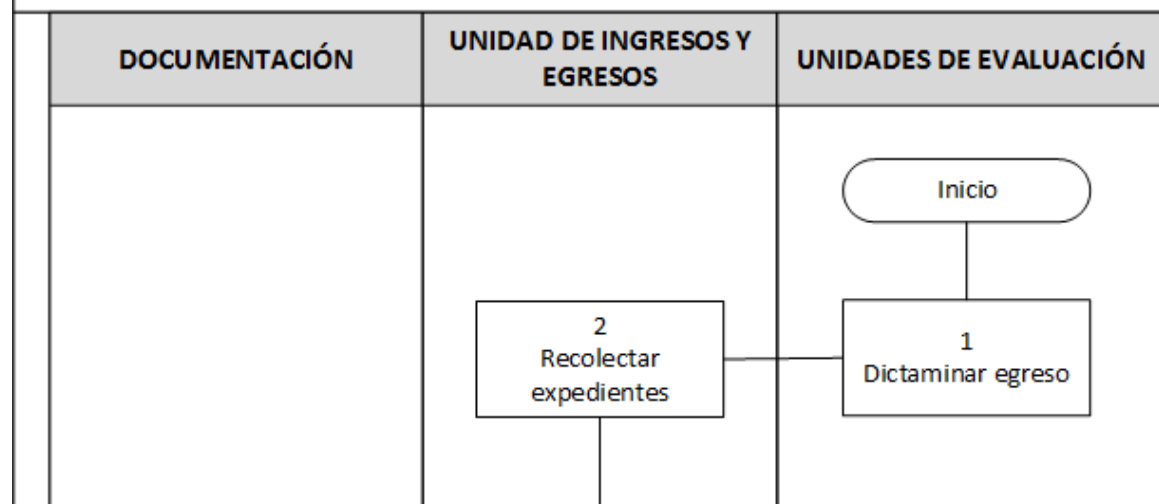 DOCUMENTACIÓN
UNIDAD DE INGRESOS Y
EGRESOS
UNIDADES DE EVALUACIÓN
Inicio
2
Recolectar
expedientes
1
Dictaminar egreso